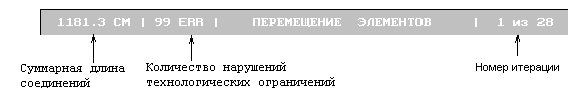 1181.3 CM | 99 ERR | ПЕРЕМЕЩЕНИЕ ЭЛЕМЕНТОВ | 1 из 28
Суммарная длина
соединений
Количество нарушений
технологических ограничений
Номер итерации